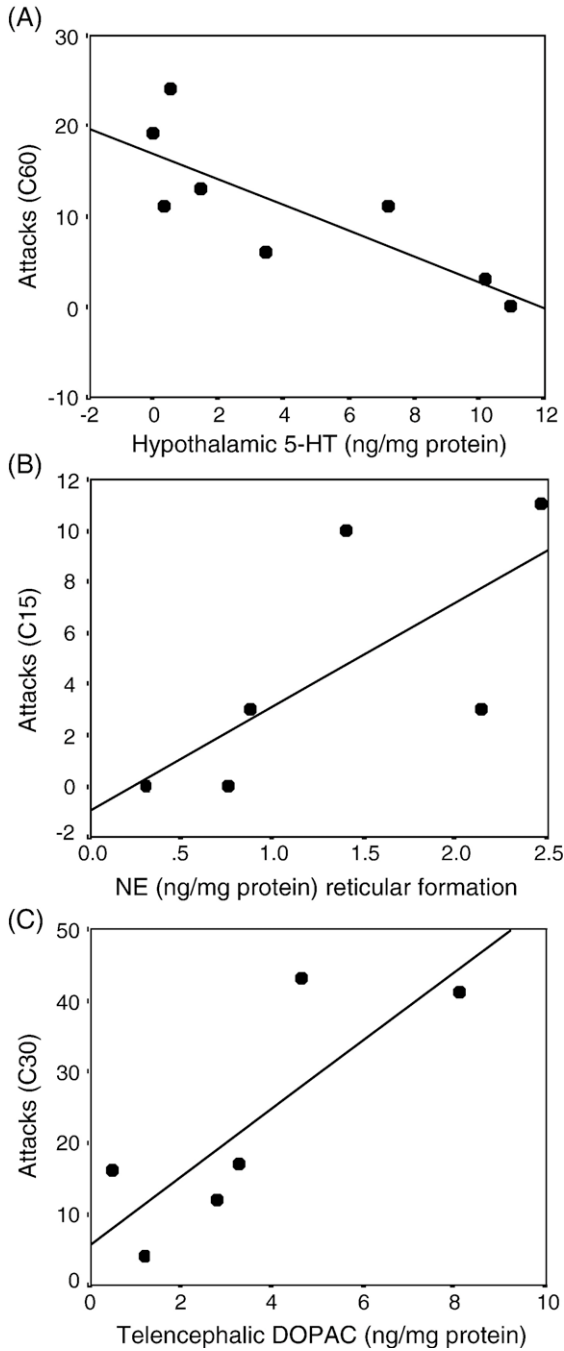 (A)
30
20
10
0
-10
Attacks (C60)
-2 0 2 4 6 8 10 12
Hypothalamic 5-HT (ng/mg protein)
(B)
12
10
8
6
4
2
0
-2
Attacks (C15)
0.0 .5 1.0 1.5 2.0 2.5
NE (ng/mg protein) reticular formation
(C)
50
40
30
20
10
0
Attacks (C30)
0 2 4 6 8 10
Telencephalic DOPAC (ng/mg protein)